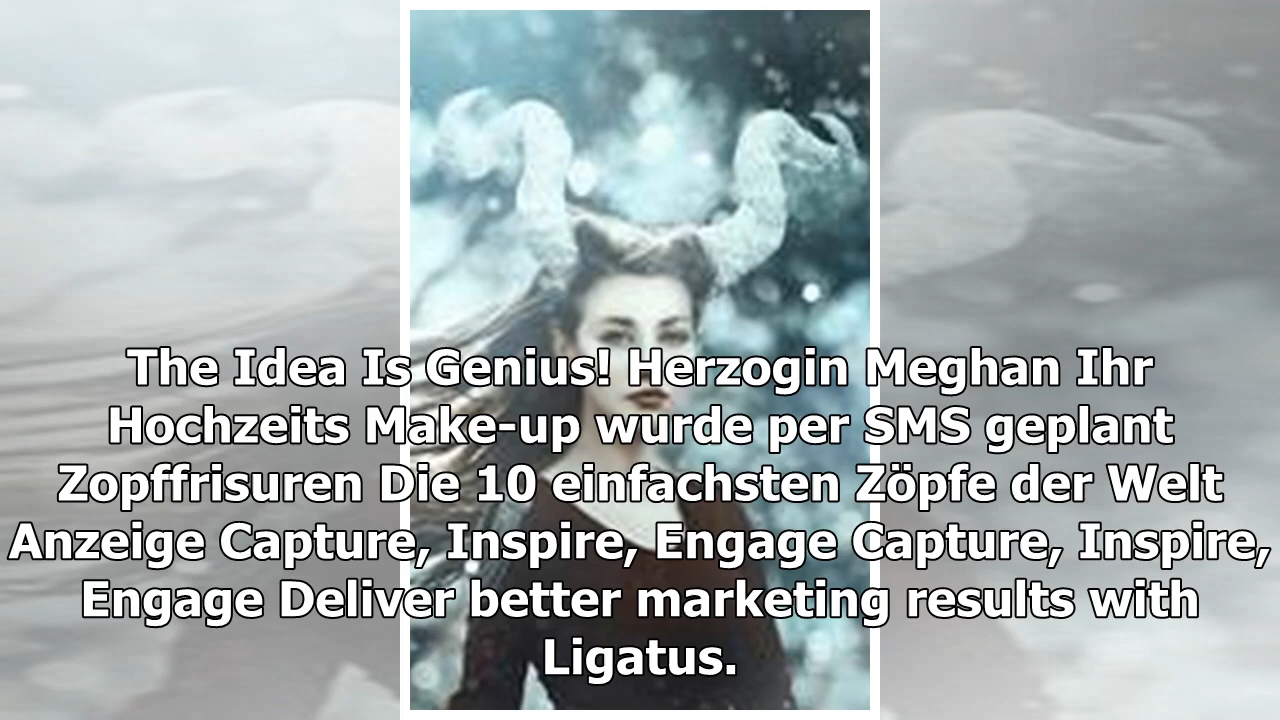 The Idea Is Genius! Herzogin Meghan Ihr
Hochzeits Make-up wurde per SMS geplant
Zopffrisuren Die 10 einfachsten Zöpfe der Welt
Anzeige Capture, Inspire, Engage Capture, Inspire,
Engage Deliver better marketing results with
Ligatus.